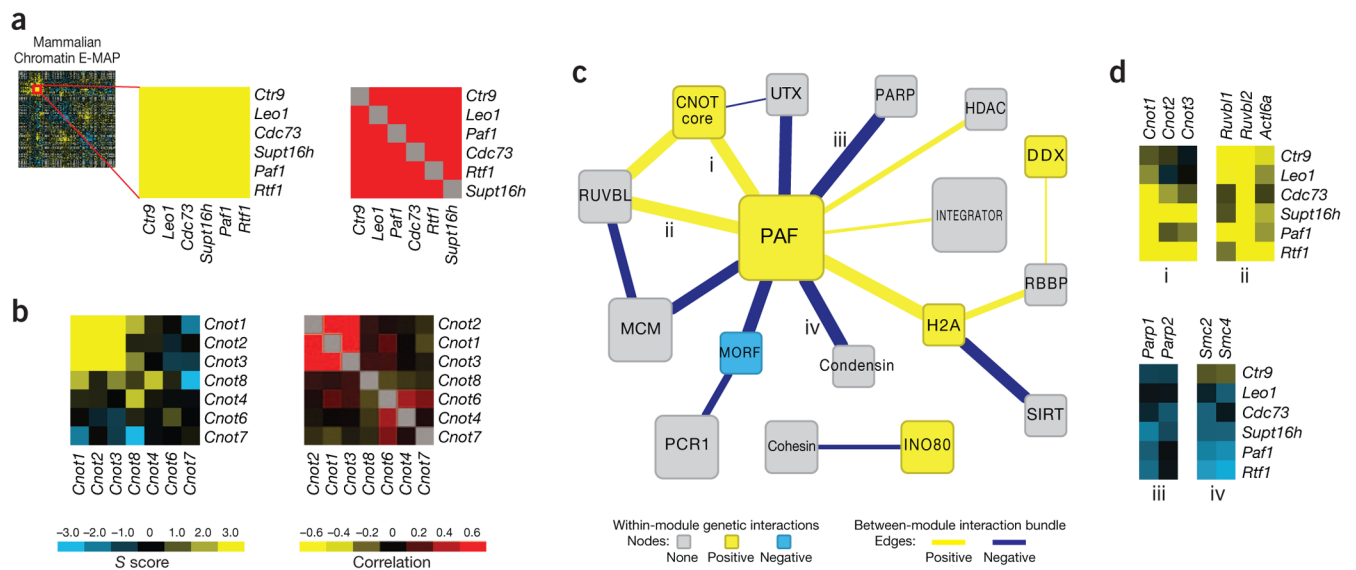 a
Mammalian
Chromatin E-MAP
Ctr9
Leo1
Cdc73
Supt16h
Paf1
Rtf1
Ctr9
Leo1
Cdc73
Supt16h
Paf1
Rtf1
Ctr9
Leo1
Paf1
Cdc73
Rtf1
Supt16h
Ctr9
Leo1
Paf1
Cdc73
Rtf1
Supt16h
b
Cnot1
Cnot2
Cnot3
Cnot8
Cnot4
Cnot6
Cnot7
Cnot1
Cnot2
Cnot3
Cnot8
Cnot4
Cnot6
Cnot7
Cnot2
Cnot1
Cnot3
Cnot8
Cnot6
Cnot4
Cnot7
Cnot2
Cnot1
Cnot3
Cnot8
Cnot6
Cnot4
Cnot7
–3.0 –2.0 –1.0 0 1.0 2.0 3.0
S score
–0.6 –0.4 –0.2 0 0.2 0.4 0.6
Correlation
c
CNOT
core
UTX
PARP
HDAC
DDX
iii
i
RUVBL
ii
PAF
INTEGRATOR
RBBP
MCM
iv
H2A
MORF
Condensin
SIRT
PCR1
Cohesin
INO80
Within-module genetic interactions
Nodes:
None
Positive
Negative
Between-module interaction bundle
Edges:
Positive
Negative
d
Cnot1
Cnot2
Cnot3
Ruvbl1
Ruvbl2
Actl6a
Ctr9
Leo1
Cdc73
Supt16h
Paf1
Rtf1
i
ii
Parp1
Parp2
Smc2
Smc4
Ctr9
Leo1
Cdc73
Supt16h
Paf1
Rtf1
iii
iv